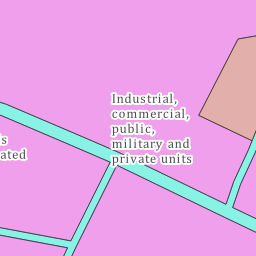 Industrial,
commercial,
public,
military and
private units
s
ated